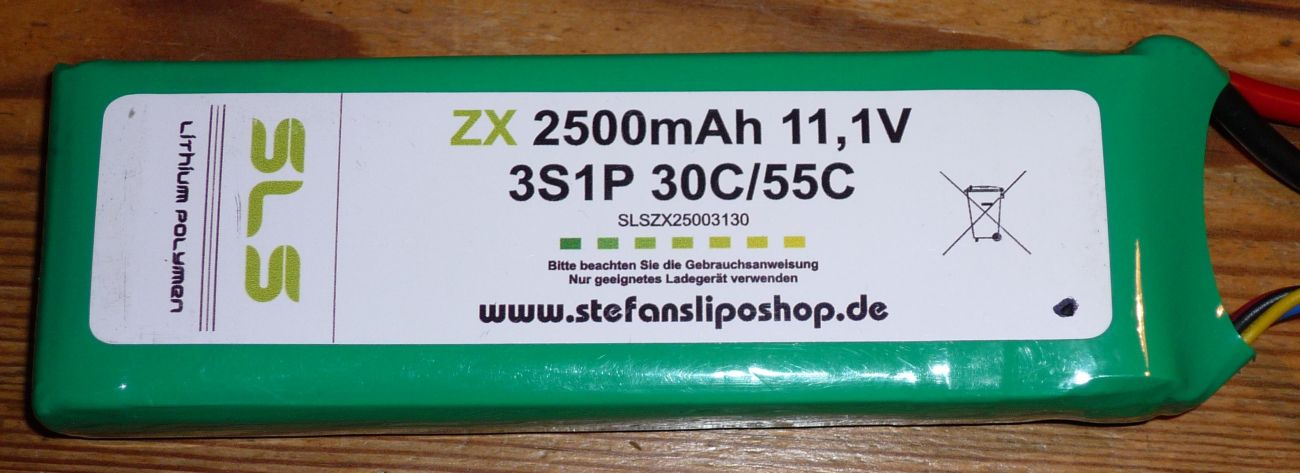 SLS
Lithium Polymer
ZX 2500mAh 11,1V
3S1P 30C/55C
SLSZX25003130
Bitte beachten Sie die Gebrauchsanweisung
Nur geeignetes Ladegerät verwenden
www.stefansliposhop.de